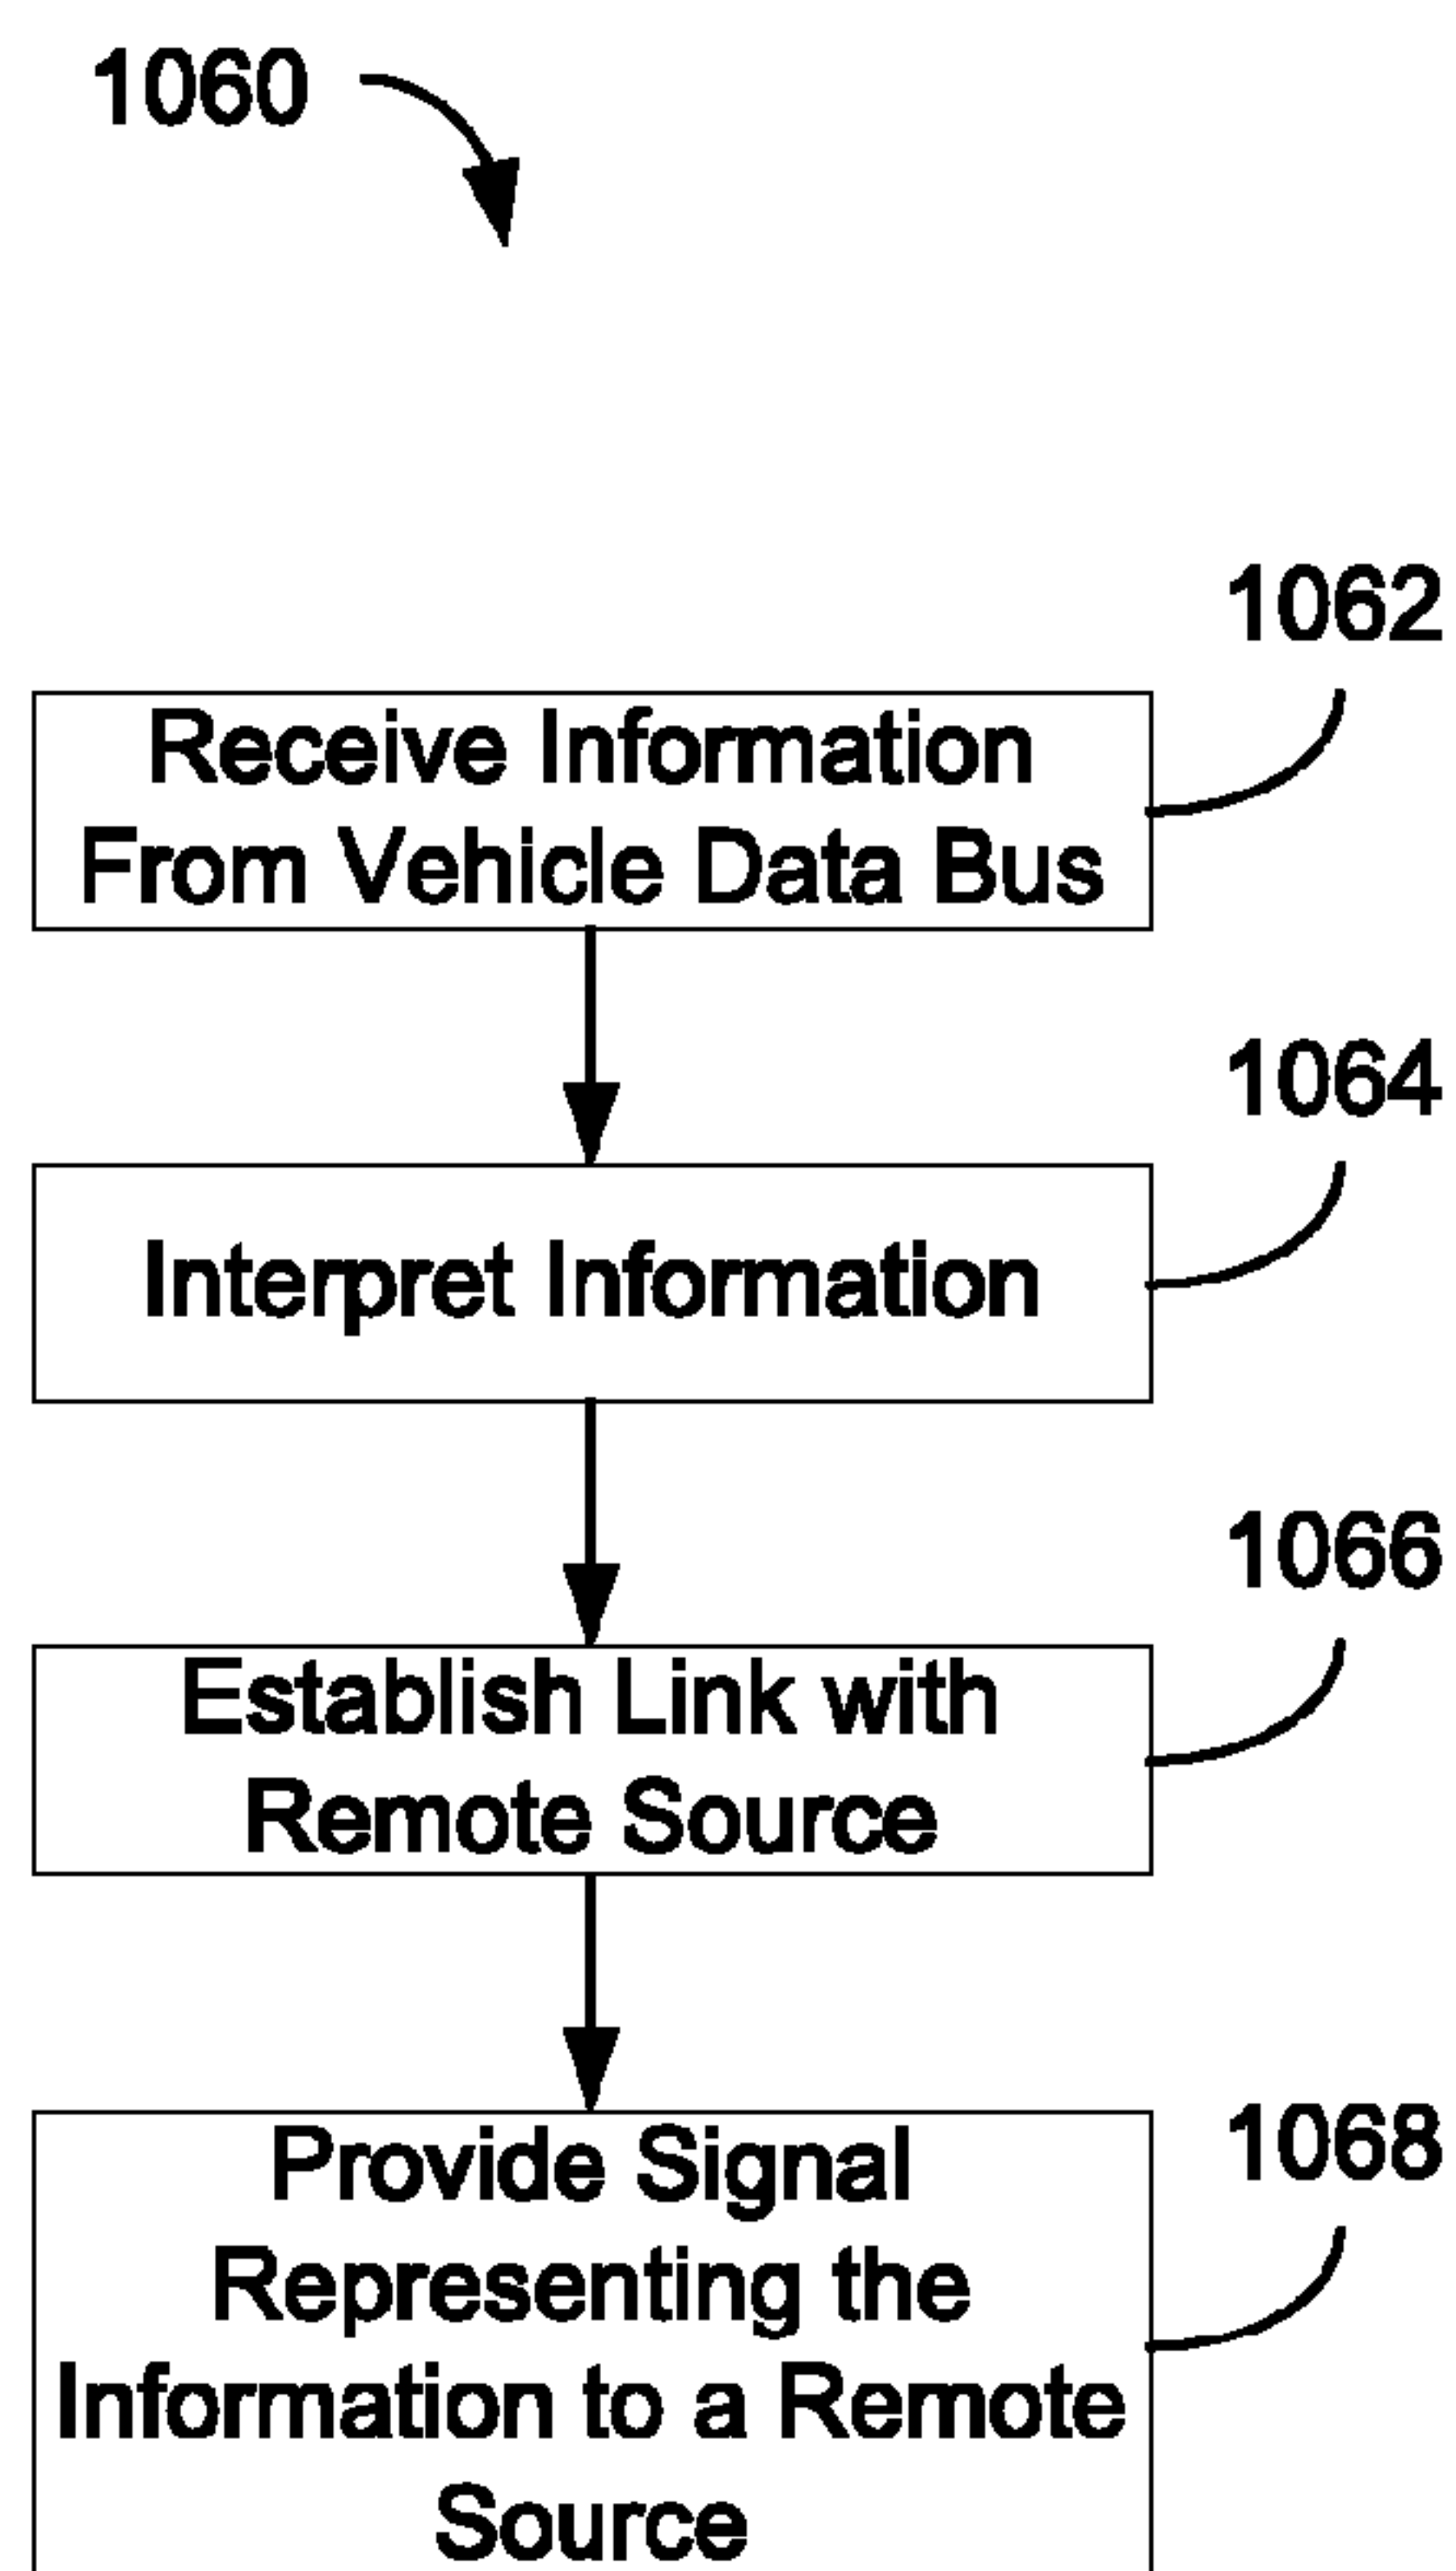 1060
1062
Receive Information
From Vehicle Data Bus
1064
Interpret Information
1066
Establish Link with
Remote Source
1068
Provide Signal
Representing the
Information to a Remote
Source